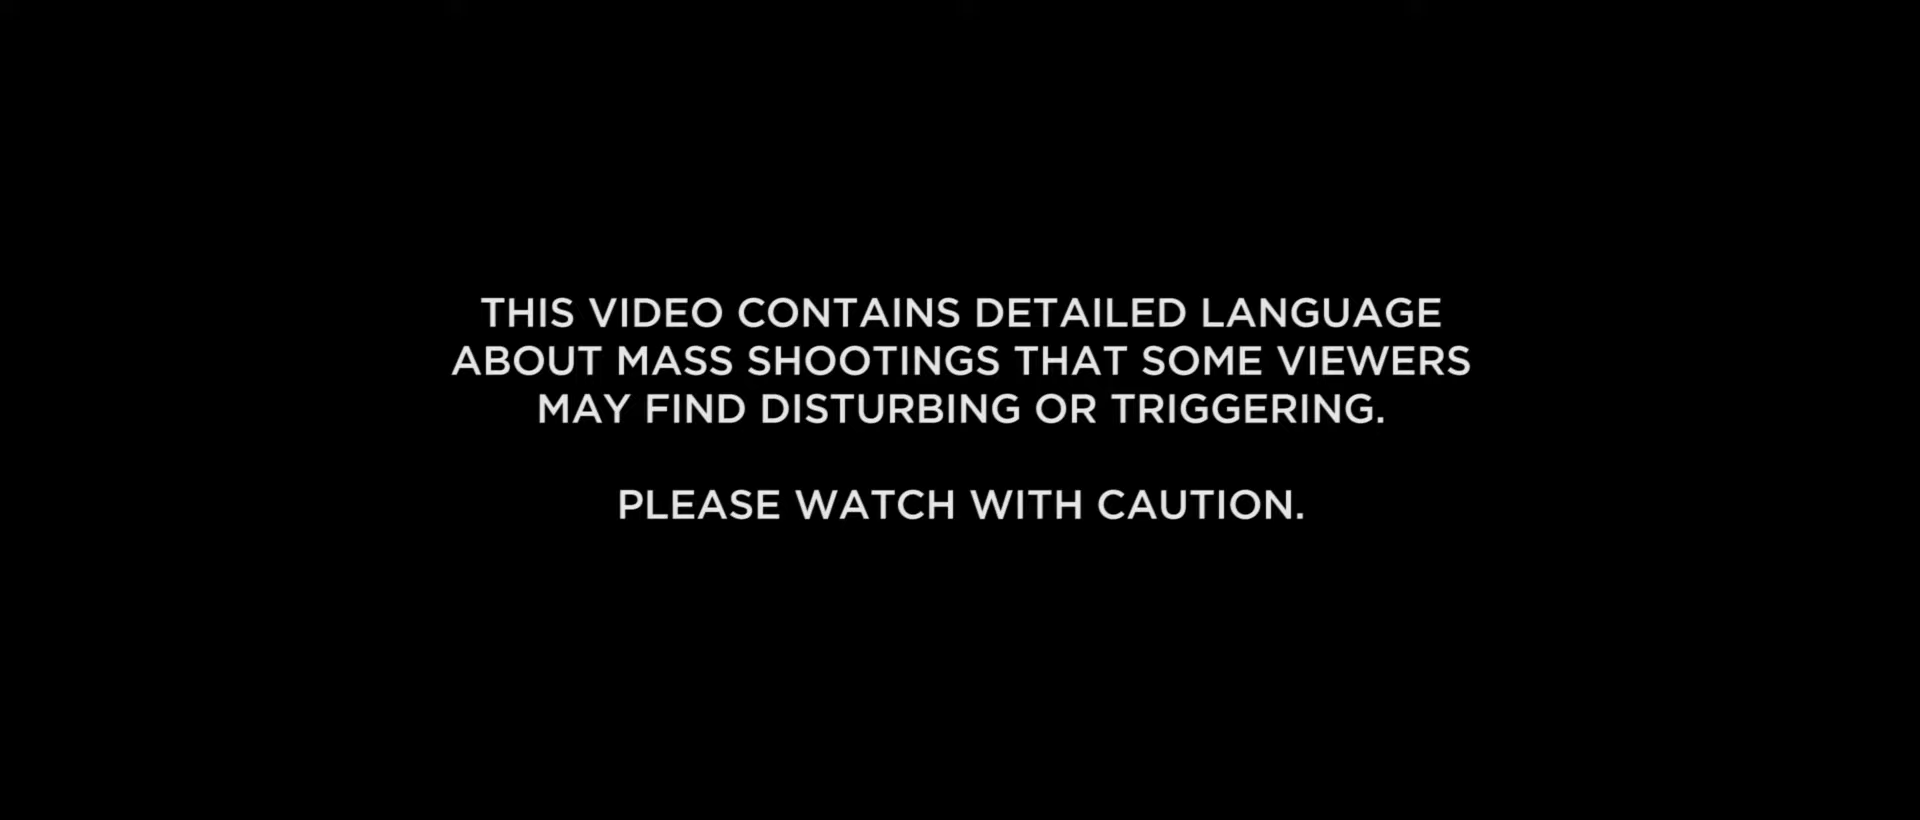 THIS VIDEO CONTAINS DETAILED LANGUAGE
ABOUT MASS SHOOTINGS THAT SOME VIEWERS
MAY FIND DISTURBING OR TRIGGERING.
PLEASE WATCH WITH CAUTION.